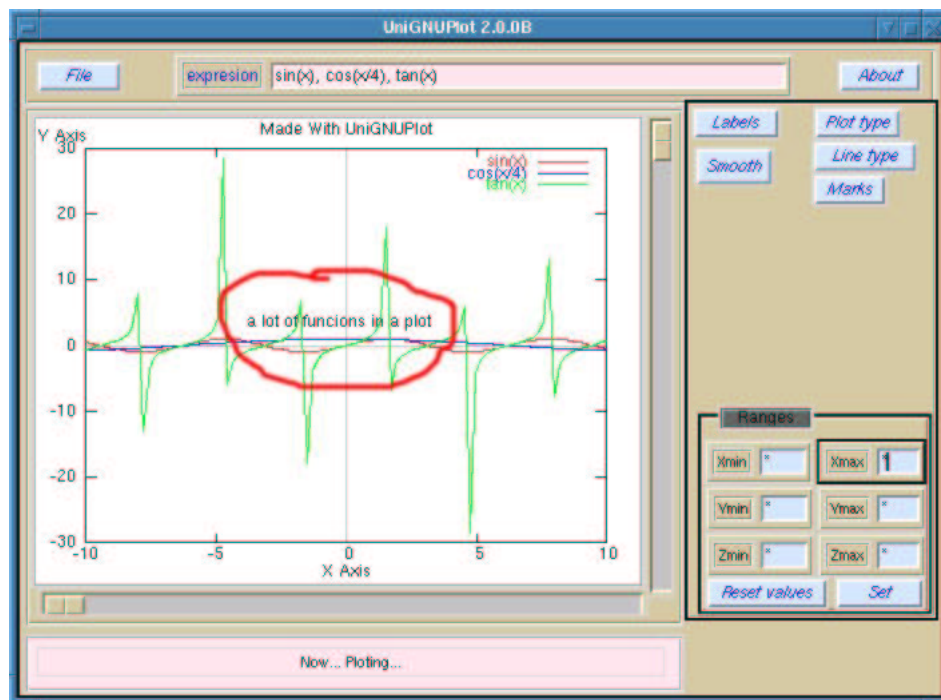 UniGNUPlot 2.0.0B
File
expresion
sin(x), cos(x/4), tan(x)
About
Made With UniGNUPlot
Y Axis
sin(x)
cos(x/4)
tan(x)
30
20
10
0
-10
-20
-30
a lot of funcions in a plot
-10
-5
0
5
10
X Axis
Labels
Plot type
Smooth
Line type
Marks
Ranges
Xmin *
Xmax *
Ymin *
Ymax *
Zmin *
Zmax *
Reset values
Set
Now... Ploting...